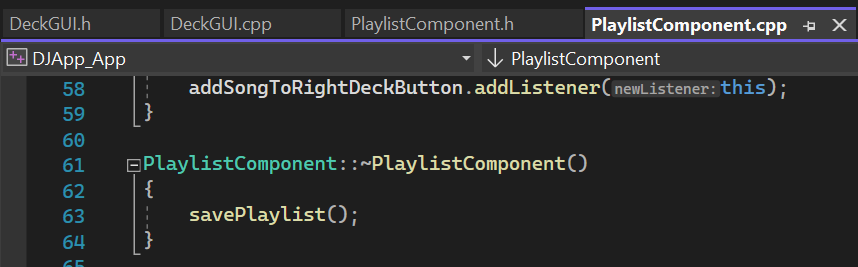 DeckGUI.h DeckGUI.cpp PlaylistComponent.h PlaylistComponent.cpp
DJApp_App PlaylistComponent
58 addSongToRightDeckButton.addListener(newListener:this);
59 }
60
61 PlaylistComponent::~PlaylistComponent()
62 {
63 savePlaylist();
64 }
65